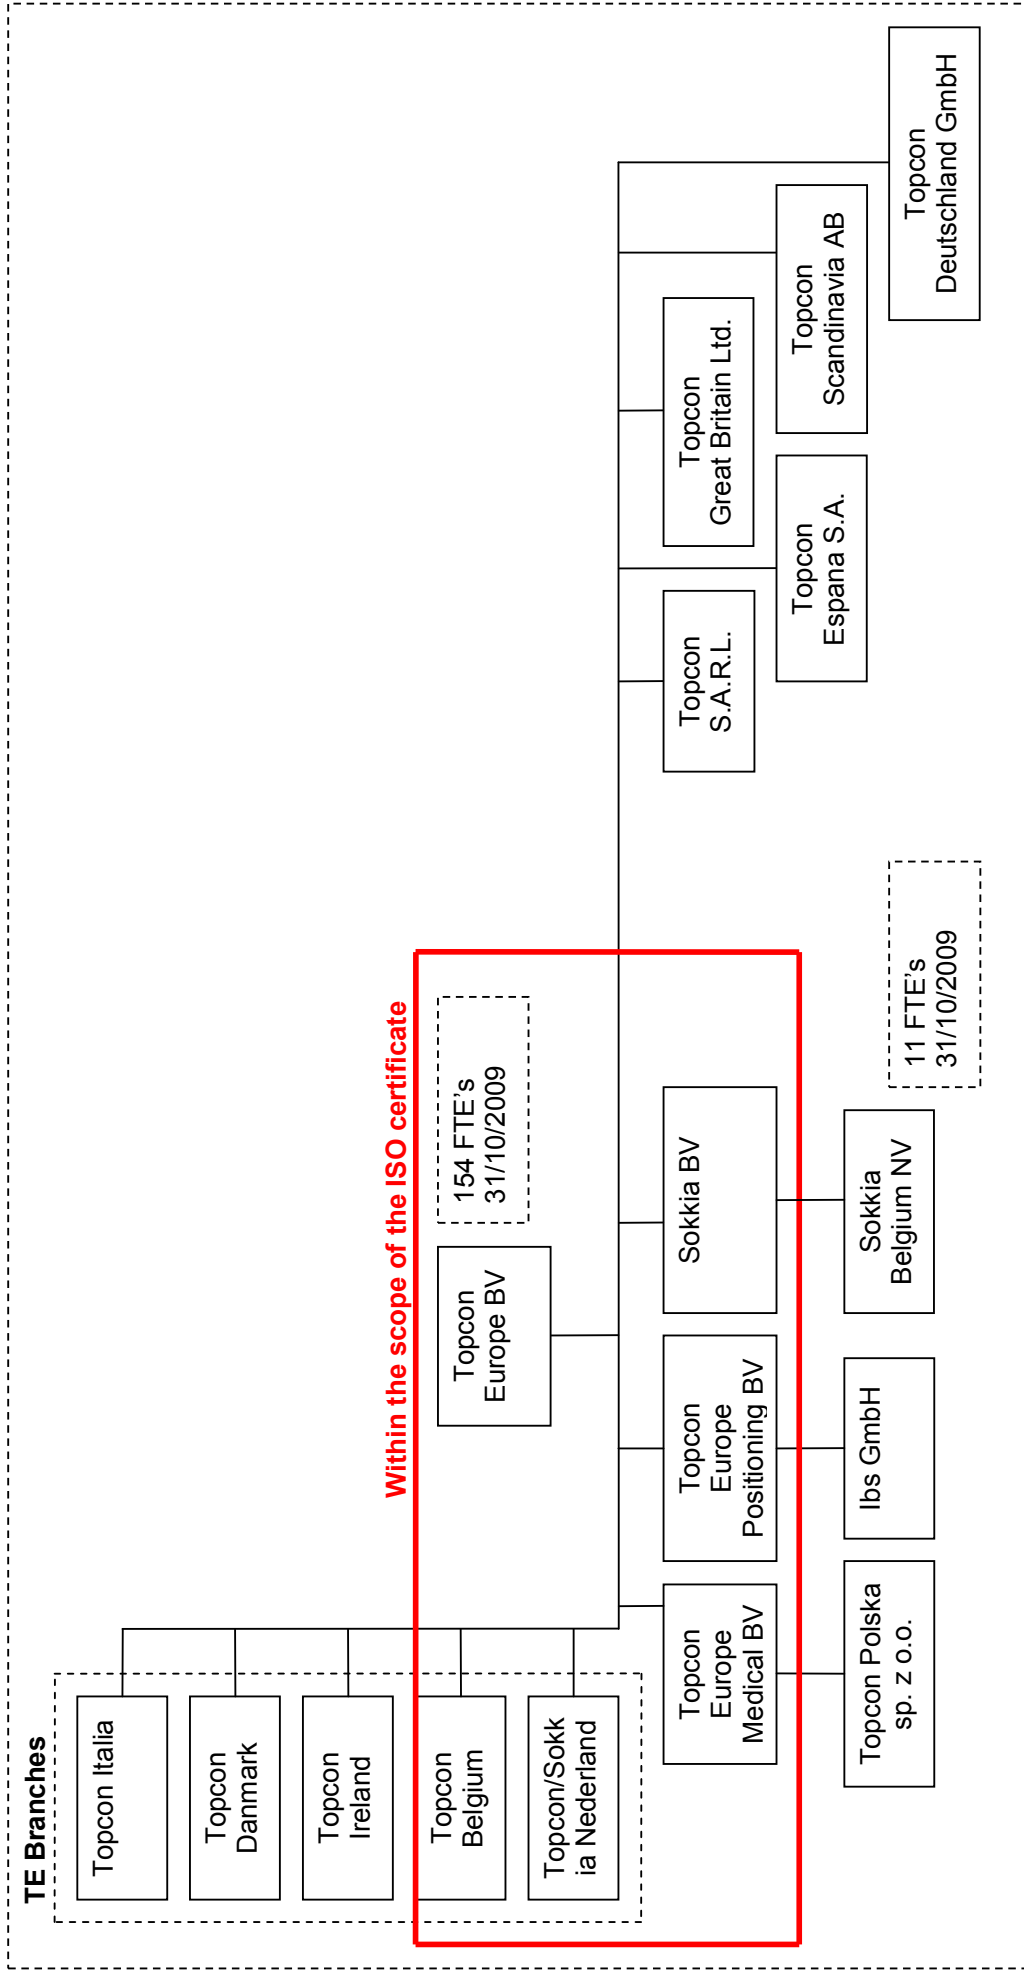 TE Branches
Topcon Italia
Topcon
Danmark
Topcon
Ireland
Topcon
Belgium
Topcon/Sokk
ia Nederland
Within the scope of the ISO certificate
Topcon
Europe BV
154 FTE's
31/10/2009
Topcon
Europe
Medical BV
Topcon
Europe
Positioning BV
Sokkia BV
Topcon Polska
sp. z o.o.
Ibs GmbH
Sokkia
Belgium NV
11 FTE's
31/10/2009
Topcon
S.A.R.L.
Topcon
Great Britain Ltd.
Topcon
Espana S.A.
Topcon
Scandinavia AB
Topcon
Deutschland GmbH